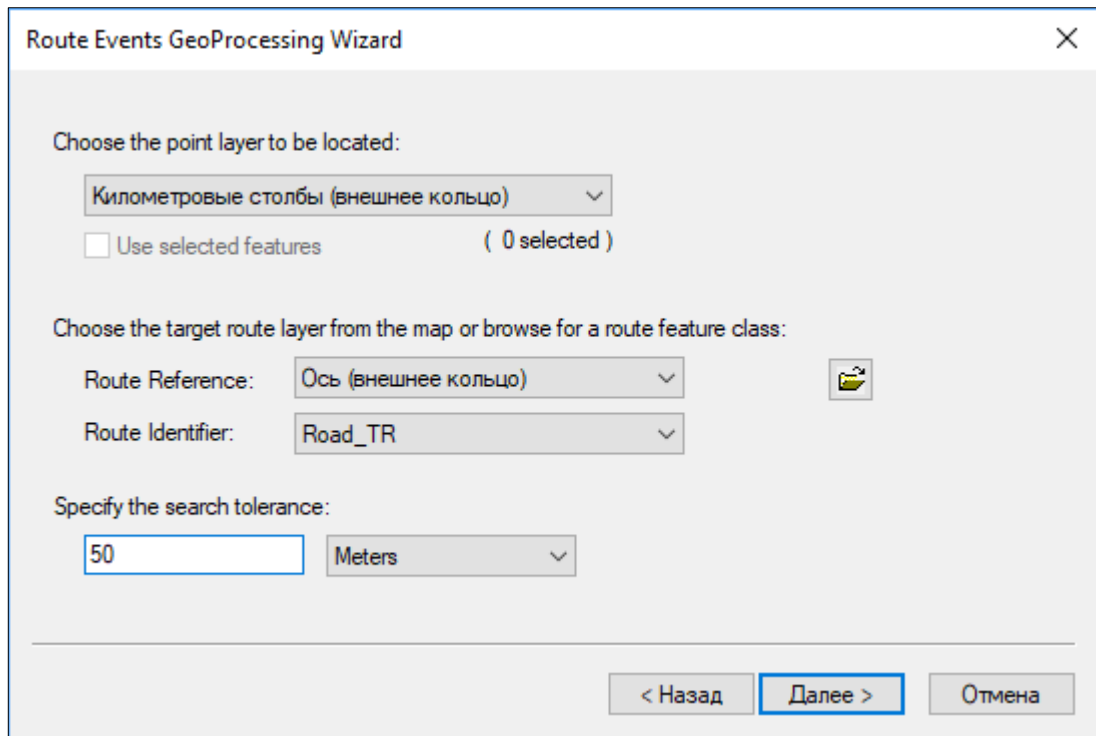 Route Events GeoProcessing Wizard
Choose the point layer to be located:
Километровые столбы (внешнее кольцо)
Use selected features ( 0 selected )
Choose the target route layer from the map or browse for a route feature class:
Route Reference: Ось (внешнее кольцо)
Route Identifier: Road_TR
Specify the search tolerance:
50 Meters
< Назад Далее > Отмена